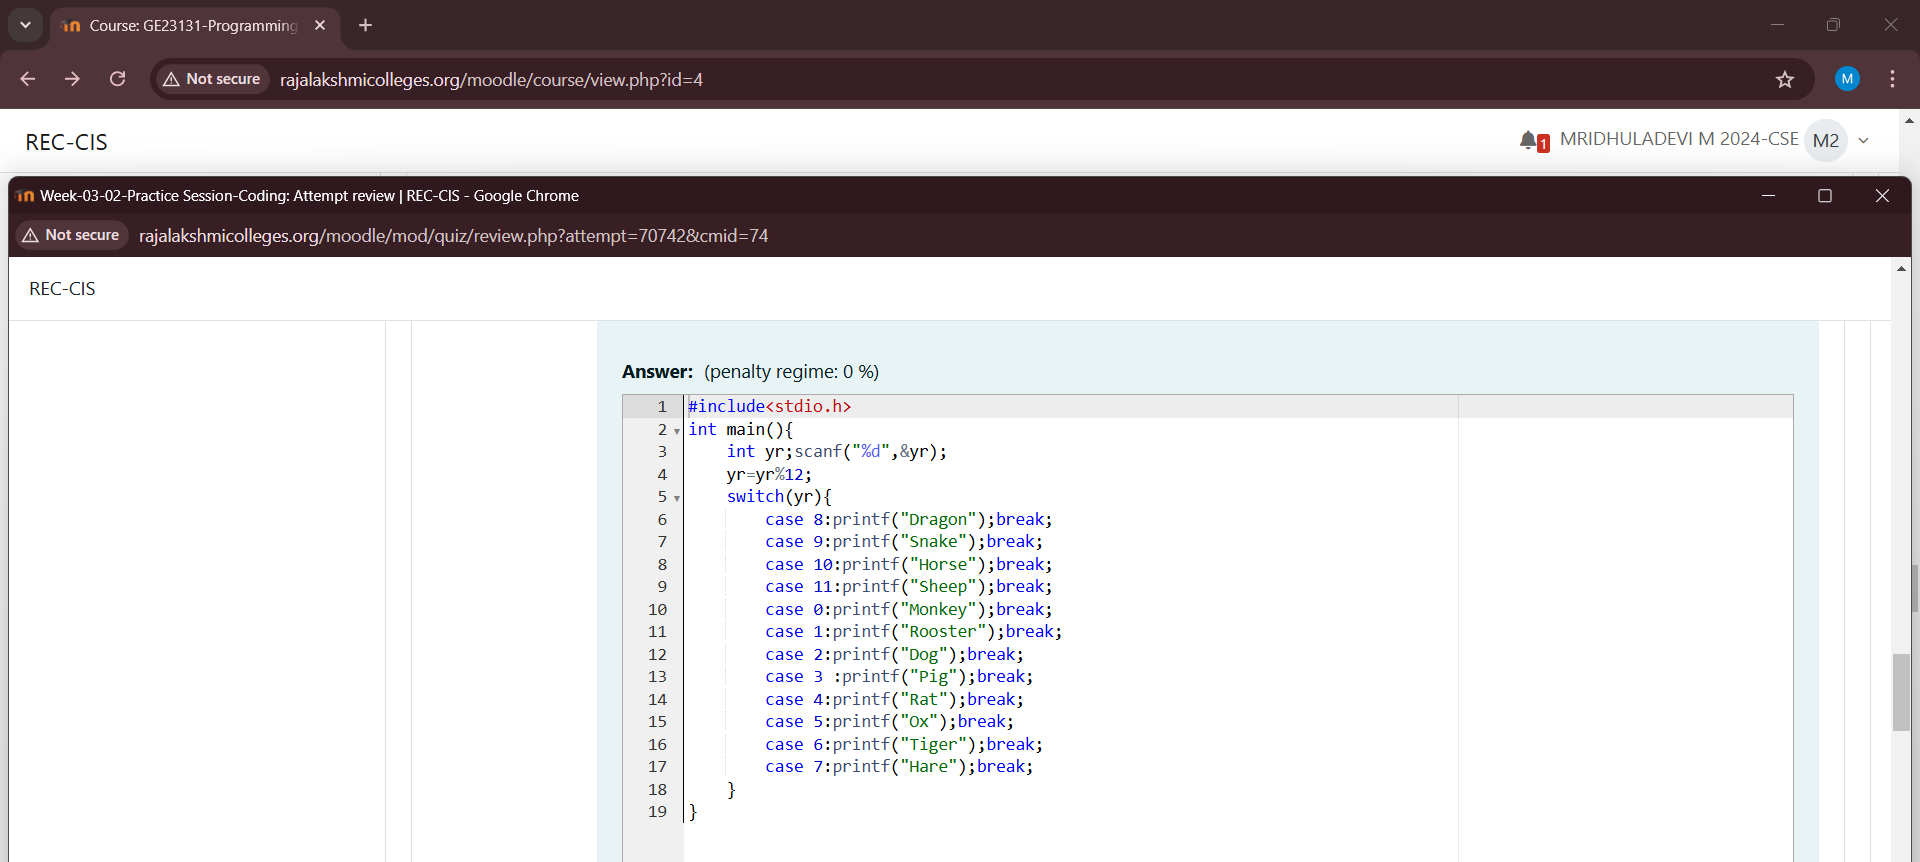 Course: GE23131-Programming
Not secure
rajalakshmicolleges.org/moodle/course/view.php?id=4
M
REC-CIS
1
MRIDHULADEVI M 2024-CSE
M2
Week-03-02-Practice Session-Coding: Attempt review | REC-CIS - Google Chrome
Not secure
rajalakshmicolleges.org/moodle/mod/quiz/review.php?attempt=70742&cmid=74
REC-CIS
Answer: (penalty regime: 0 %)
1 #include<stdio.h>
2 int main(){
3 int yr;scanf("%d",&yr);
4 yr=yr%12;
5 switch(yr){
6 case 8:printf("Dragon");break;
7 case 9:printf("Snake");break;
8 case 10:printf("Horse");break;
9 case 11:printf("Sheep");break;
10 case 0:printf("Monkey");break;
11 case 1:printf("Rooster");break;
12 case 2:printf("Dog");break;
13 case 3 :printf("Pig");break;
14 case 4:printf("Rat");break;
15 case 5:printf("Ox");break;
16 case 6:printf("Tiger");break;
17 case 7:printf("Hare");break;
18 }
19 }